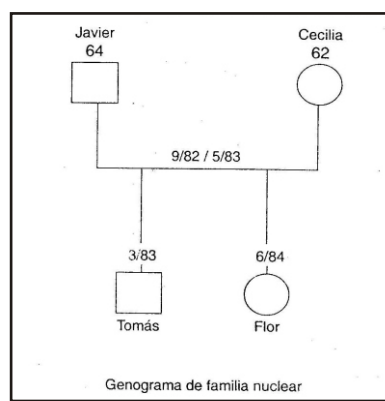 Javier
64
Cecilia
62
9/82 / 5/83
3/83
6/84
Tomás
Flor
Genograma de familia nuclear